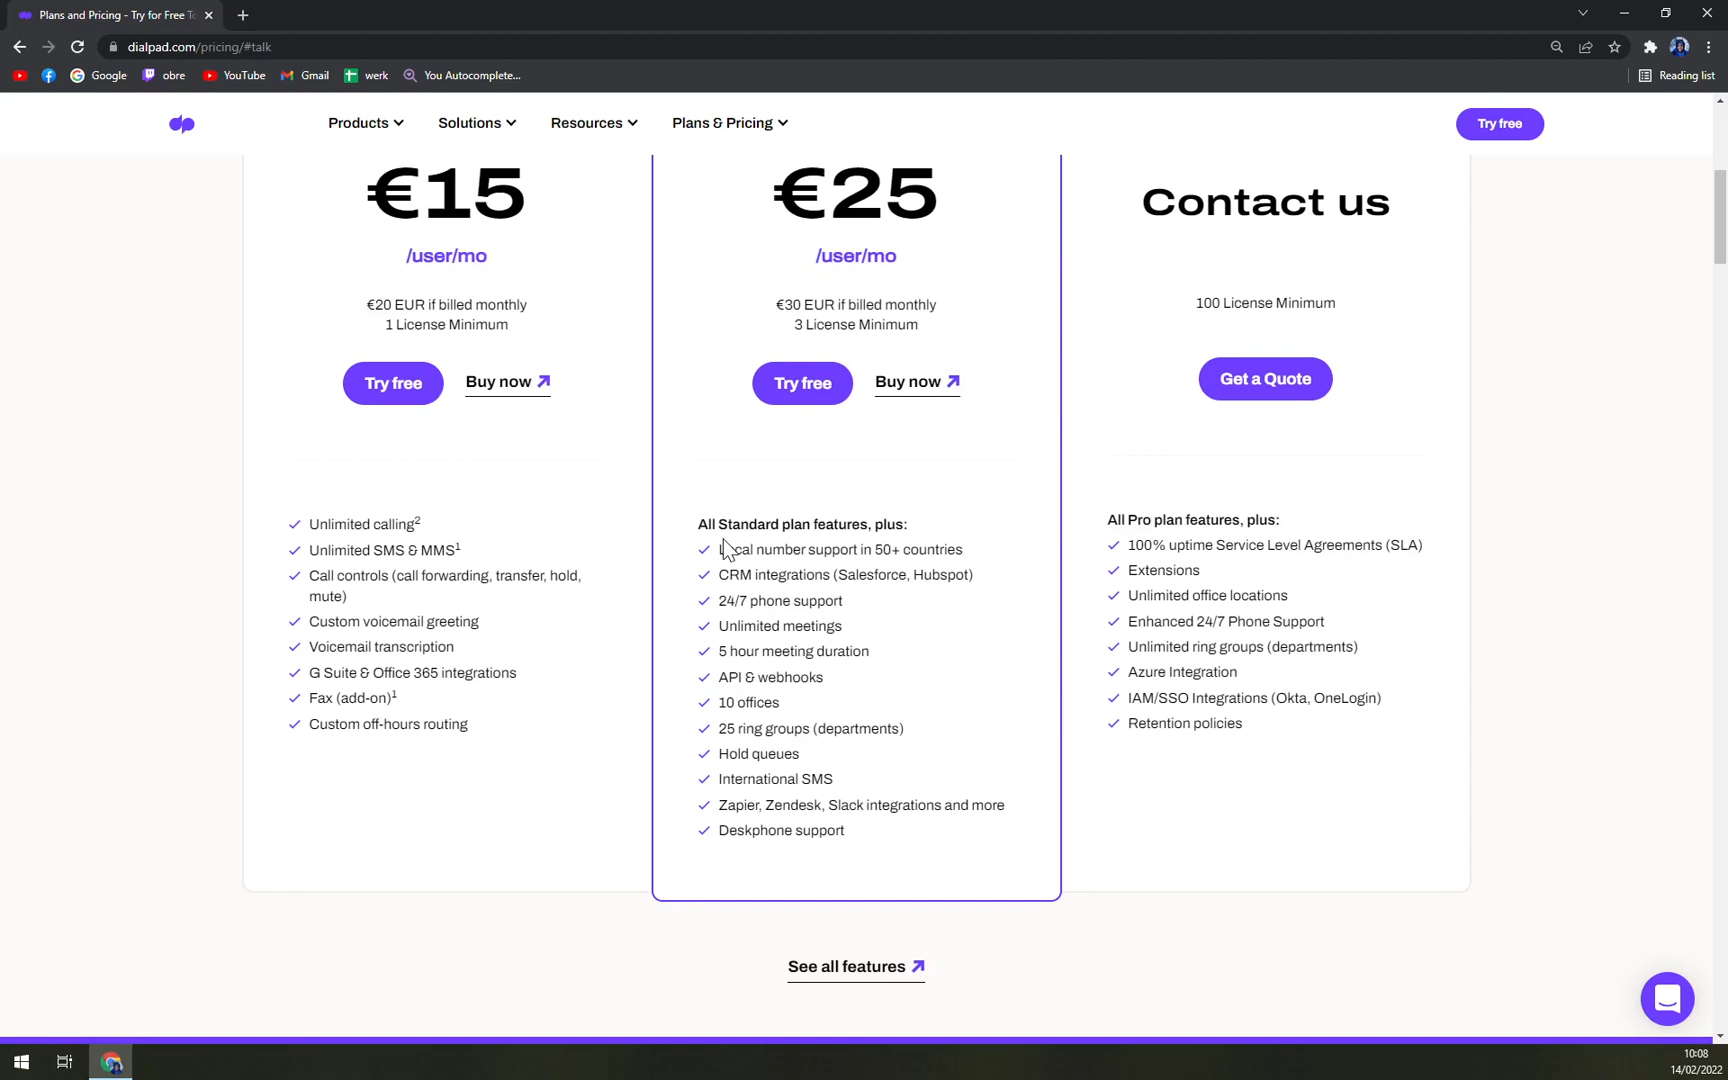 Plans and Pricing - Try for Free To
dialpad.com/pricing/#talk
Google
obre
YouTube
Gmail
werk
You Autocomplete...
Reading list
Products
Solutions
Resources
Plans & Pricing
Try free
€15
/user/mo
€20 EUR if billed monthly
1 License Minimum
Try free
Buy now
Unlimited calling2
Unlimited SMS & MMS1
Call controls (call forwarding, transfer, hold,
mute)
Custom voicemail greeting
Voicemail transcription
G Suite & Office 365 integrations
Fax (add-on)1
Custom off-hours routing
€25
/user/mo
€30 EUR if billed monthly
3 License Minimum
Try free
Buy now
All Standard plan features, plus:
Local number support in 50+ countries
CRM integrations (Salesforce, Hubspot)
24/7 phone support
Unlimited meetings
5 hour meeting duration
API & webhooks
10 offices
25 ring groups (departments)
Hold queues
International SMS
Zapier, Zendesk, Slack integrations and more
Deskphone support
Contact us
100 License Minimum
Get a Quote
All Pro plan features, plus:
100% uptime Service Level Agreements (SLA)
Extensions
Unlimited office locations
Enhanced 24/7 Phone Support
Unlimited ring groups (departments)
Azure Integration
IAM/SSO Integrations (Okta, OneLogin)
Retention policies
See all features
10:08
14/02/2022